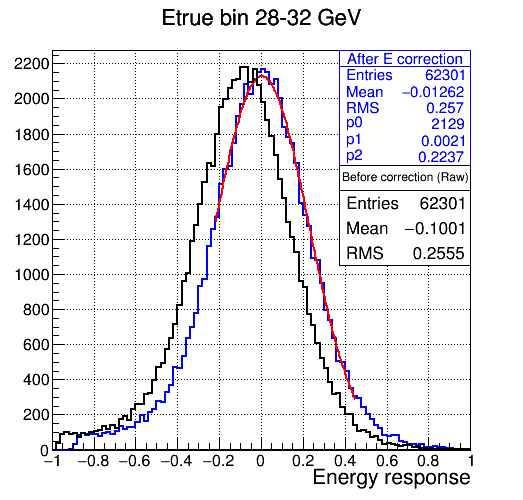 Etrue bin 28-32 GeV
After E correction
Entries 62301
Mean −0.01262
RMS 0.257
p0 2129
p1 0.0021
p2 0.2237
Before correction (Raw)
Entries 62301
Mean −0.1001
RMS 0.2555
2200
2000
1800
1600
1400
1200
1000
800
600
400
200
0
−1 −0.8 −0.6 −0.4 −0.2 0 0.2 0.4 0.6 0.8 1
Energy response